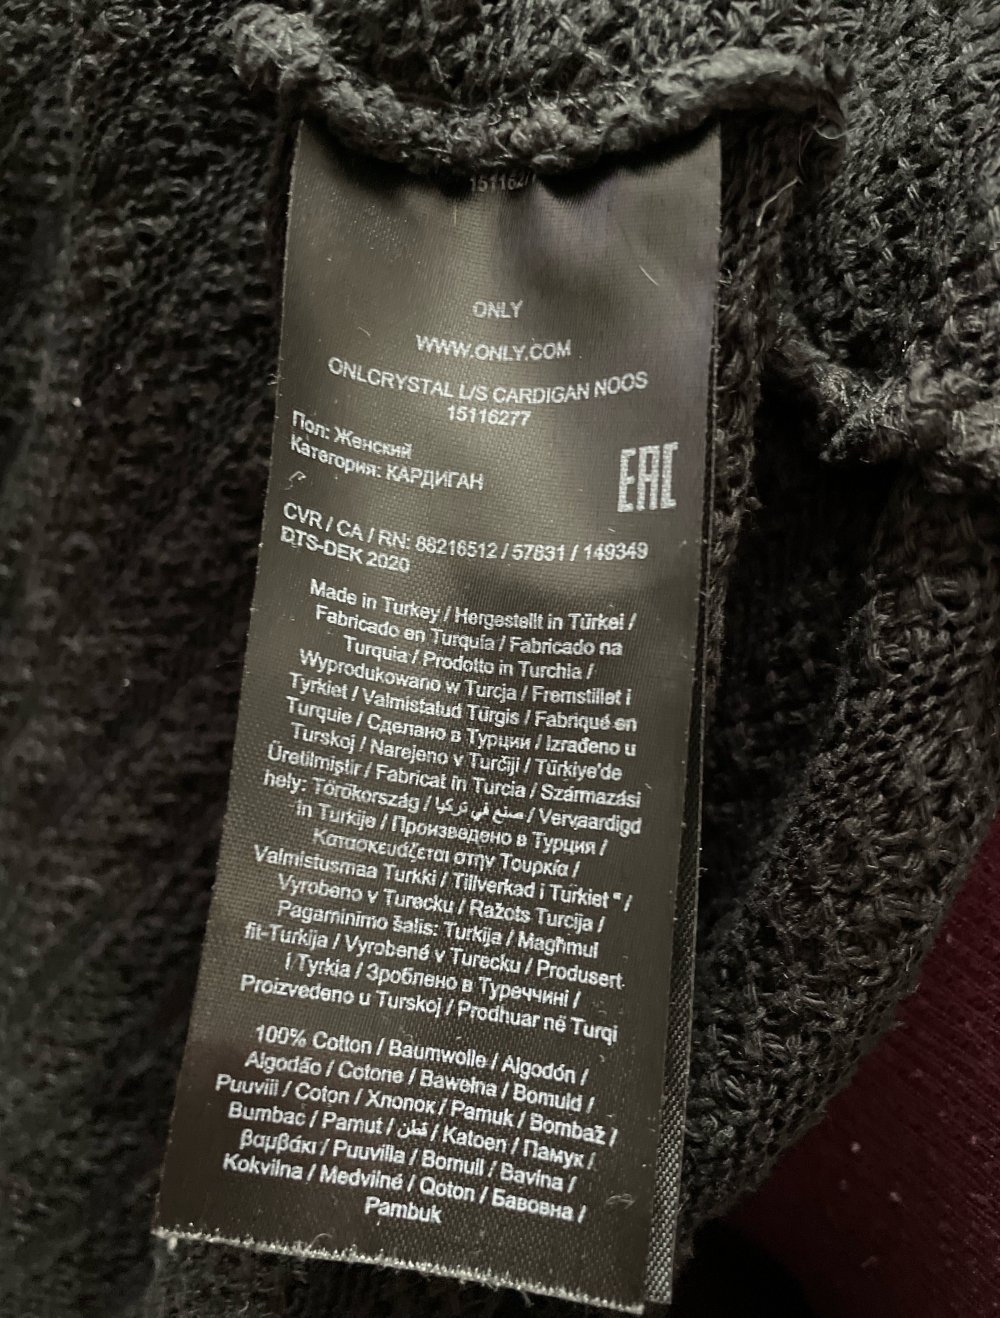 ONLY
WWW.ONLY.COM
ONLCRYSTAL L/S CARDIGAN NOOS
15116277
Пол: Женский
Категория: КАРДИГАН
EAC
CVR / CA / RN: 88216512 / 57831 / 149349
DTS-DEK 2020
Made in Turkey / Hergestellt in Türkei /
Fabricado en Turquía / Fabricado na
Turquia / Prodotto in Turchia /
Wyprodukowano w Turcja / Fremstillet i
Tyrkiet / Valmistatud Türgis / Fabriqué en
Turquie / Сделано в Турции / Izrađeno u
Turskoj / Narejeno v Turčiji / Türkiye'de
Üretilmiştir / Fabricat în Turcia / Származási
hely: Törökország / صنع في تركيا / Vervaardigd
in Turkije / Произведено в Турция /
Κατασκευάζεται στην Τουρκία /
Valmistusmaa Turkki / Tillverkad i Turkiet " /
Vyrobeno v Turecku / Ražots Turcija /
Pagaminimo šalis: Turkija / Magħmul
fit-Turkija / Vyrobené v Turecku / Produsert
i Tyrkia / Зроблено в Туреччині /
Proizvedeno u Turskoj / Prodhuar në Turqi
100% Cotton / Baumwolle / Algodón /
Algodão / Cotone / Bawełna / Bomuld /
Puuvill / Coton / Хлопок / Pamuk / Bombaž /
Bumbac / Pamut / قطن / Katoen / Памук /
βαμβάκι / Puuvilla / Bomull / Bavlna /
Kokvilna / Medvilnė / Qoton / Бавовна /
Pambuk